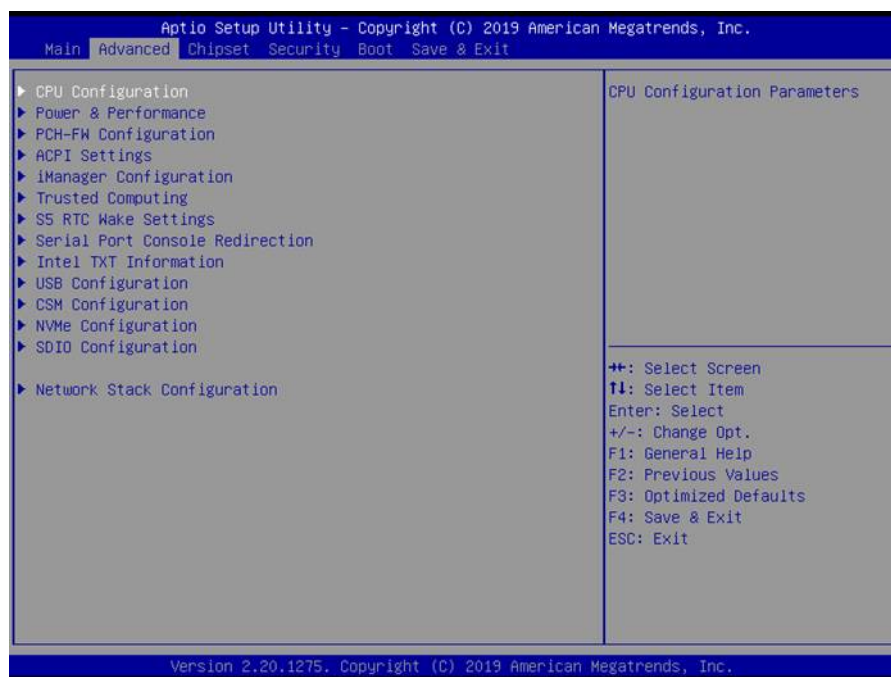 Aptio Setup Utility – Copyright (C) 2019 American Megatrends, Inc.
Main Advanced Chipset Security Boot Save & Exit
CPU Configuration
Power & Performance
PCH-FW Configuration
ACPI Settings
iManager Configuration
Trusted Computing
S5 RTC Wake Settings
Serial Port Console Redirection
Intel TXT Information
USB Configuration
CSM Configuration
NVMe Configuration
SDIO Configuration
Network Stack Configuration
CPU Configuration Parameters
→←: Select Screen
↑↓: Select Item
Enter: Select
+/-: Change Opt.
F1: General Help
F2: Previous Values
F3: Optimized Defaults
F4: Save & Exit
ESC: Exit
Version 2.20.1275. Copyright (C) 2019 American Megatrends, Inc.